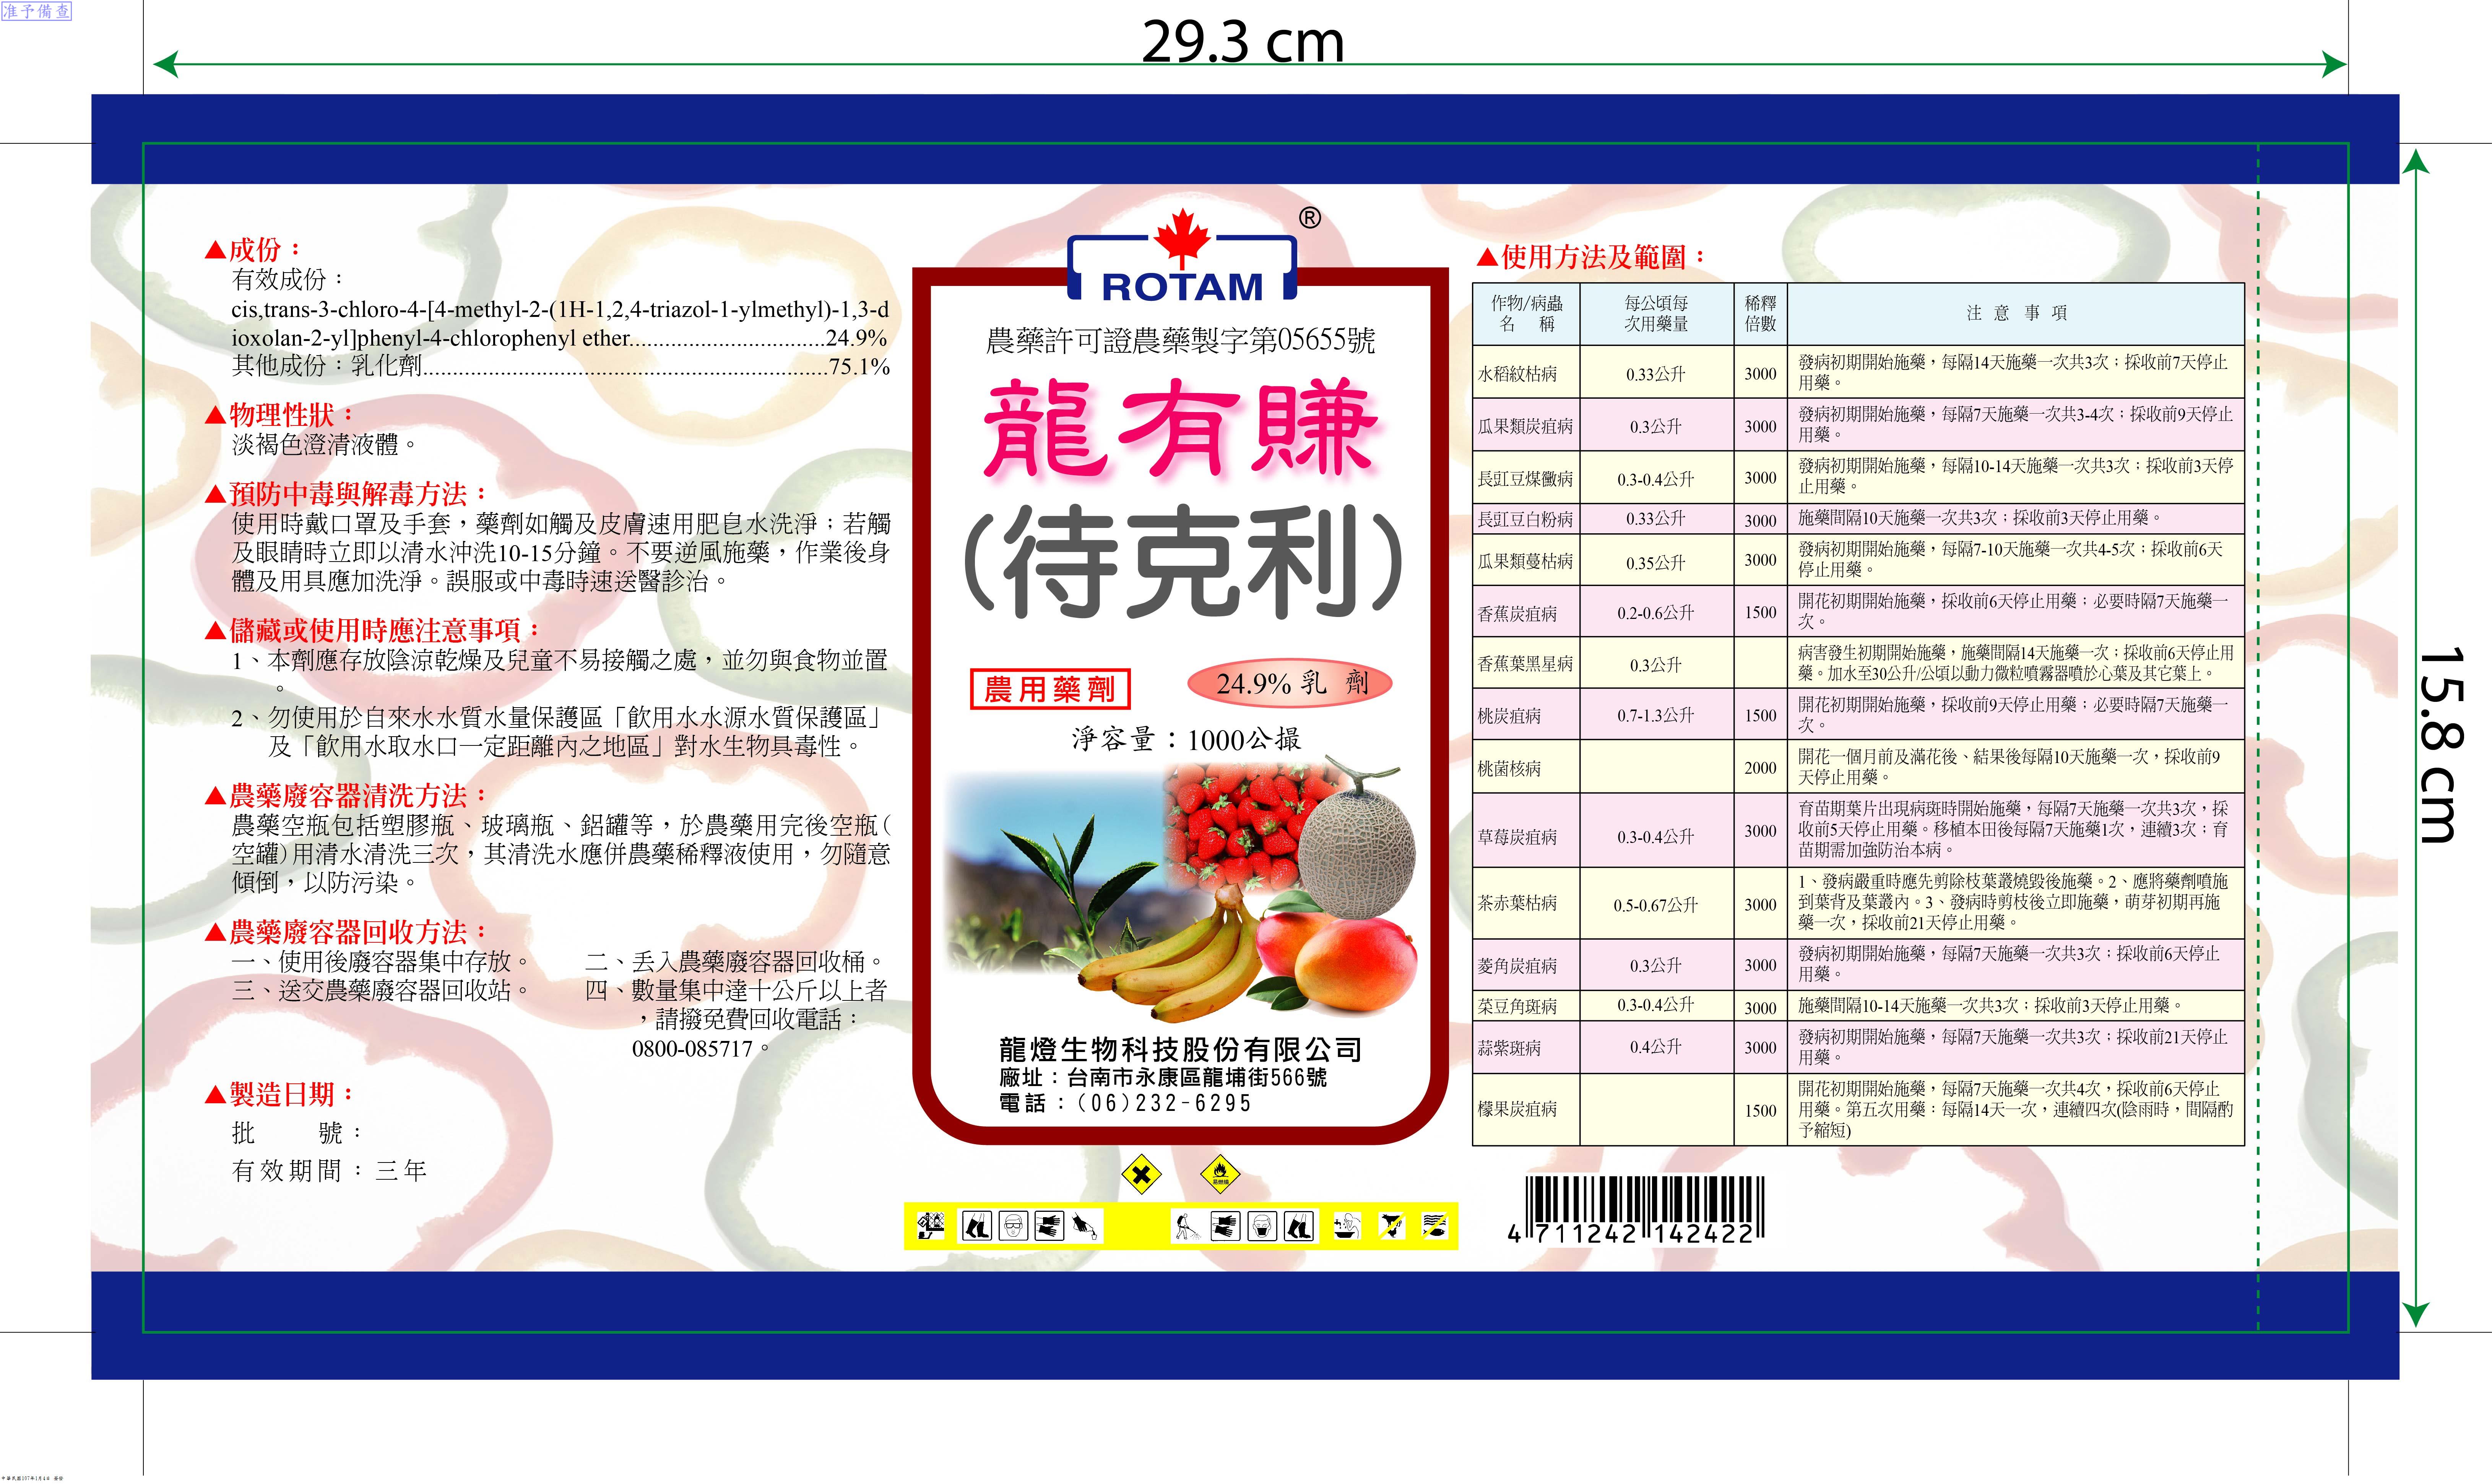 准予備查
29.3 cm
15.8 cm
▲成份：
有效成份：
cis,trans-3-chloro-4-[4-methyl-2-(1H-1,2,4-triazol-1-ylmethyl)-1,3-d
ioxolan-2-yl]phenyl-4-chlorophenyl ether.................................24.9%
其他成份：乳化劑....................................................................75.1%
▲物理性狀：
淡褐色澄清液體。
▲預防中毒與解毒方法：
使用時戴口罩及手套，藥劑如觸及皮膚速用肥皂水洗淨；若觸
及眼睛時立即以清水沖洗10-15分鐘。不要逆風施藥，作業後身
體及用具應加洗淨。誤服或中毒時速送醫診治。
▲儲藏或使用時應注意事項：
1、本劑應存放陰涼乾燥及兒童不易接觸之處，並勿與食物並置
。
2、勿使用於自來水水質水量保護區「飲用水水源水質保護區」
及「飲用水取水口一定距離內之地區」對水生物具毒性。
▲農藥廢容器清洗方法：
農藥空瓶包括塑膠瓶、玻璃瓶、鋁罐等，於農藥用完後空瓶(
空罐)用清水清洗三次，其清洗水應併農藥稀釋液使用，勿隨意
傾倒，以防污染。
▲農藥廢容器回收方法：
一、使用後廢容器集中存放。 二、丟入農藥廢容器回收桶。
三、送交農藥廢容器回收站。 四、數量集中達十公斤以上者
，請撥免費回收電話：
0800-085717。
▲製造日期：
批 號：
有效期間：三年
®
ROTAM
農藥許可證農藥製字第05655號
龍有賺
(待克利)
農用藥劑
24.9% 乳 劑
淨容量：1000公撮
龍燈生物科技股份有限公司
廠址：台南市永康區龍埔街566號
電話：(06)232-6295
易燃物
▲使用方法及範圍：
作物/病蟲 每公頃每 稀釋 注 意 事 項
名 稱 次用藥量 倍數
水稻紋枯病 0.33公升 3000 發病初期開始施藥，每隔14天施藥一次共3次；採收前7天停止
用藥。
瓜果類炭疽病 0.3公升 3000 發病初期開始施藥，每隔7天施藥一次共3-4次；採收前9天停止
用藥。
長豇豆煤黴病 0.3-0.4公升 3000 發病初期開始施藥，每隔10-14天施藥一次共3次；採收前3天停
止用藥。
長豇豆白粉病 0.33公升 3000 施藥間隔10天施藥一次共3次；採收前3天停止用藥。
瓜果類蔓枯病 0.35公升 3000 發病初期開始施藥，每隔7-10天施藥一次共4-5次；採收前6天
停止用藥。
香蕉炭疽病 0.2-0.6公升 1500 開花初期開始施藥，採收前6天停止用藥；必要時隔7天施藥一
次。
香蕉葉黑星病 0.3公升 病害發生初期開始施藥，施藥間隔14天施藥一次；採收前6天停止用
藥。加水至30公升/公頃以動力微粒噴霧器噴於心葉及其它葉上。
桃炭疽病 0.7-1.3公升 1500 開花初期開始施藥，採收前9天停止用藥；必要時隔7天施藥一
次。
桃菌核病 2000 開花一個月前及滿花後、結果後每隔10天施藥一次，採收前9
天停止用藥。
草莓炭疽病 0.3-0.4公升 3000 育苗期葉片出現病斑時開始施藥，每隔7天施藥一次共3次，採
收前5天停止用藥。移植本田後每隔7天施藥1次，連續3次；育
苗期需加強防治本病。
茶赤葉枯病 0.5-0.67公升 3000 1、發病嚴重時應先剪除枝葉叢燒毀後施藥。2、應將藥劑噴施
到葉背及葉叢內。3、發病時剪枝後立即施藥，萌芽初期再施
藥一次，採收前21天停止用藥。
菱角炭疽病 0.3公升 3000 發病初期開始施藥，每隔7天施藥一次共3次；採收前6天停止
用藥。
菜豆角斑病 0.3-0.4公升 3000 施藥間隔10-14天施藥一次共3次；採收前3天停止用藥。
蒜紫斑病 0.4公升 3000 發病初期開始施藥，每隔7天施藥一次共3次；採收前21天停止
用藥。
檬果炭疽病 1500 開花初期開始施藥，每隔7天施藥一次共4次，採收前6天停止
用藥。第五次用藥：每隔14天一次，連續四次(陰雨時，間隔酌
予縮短)
4 711242 142422